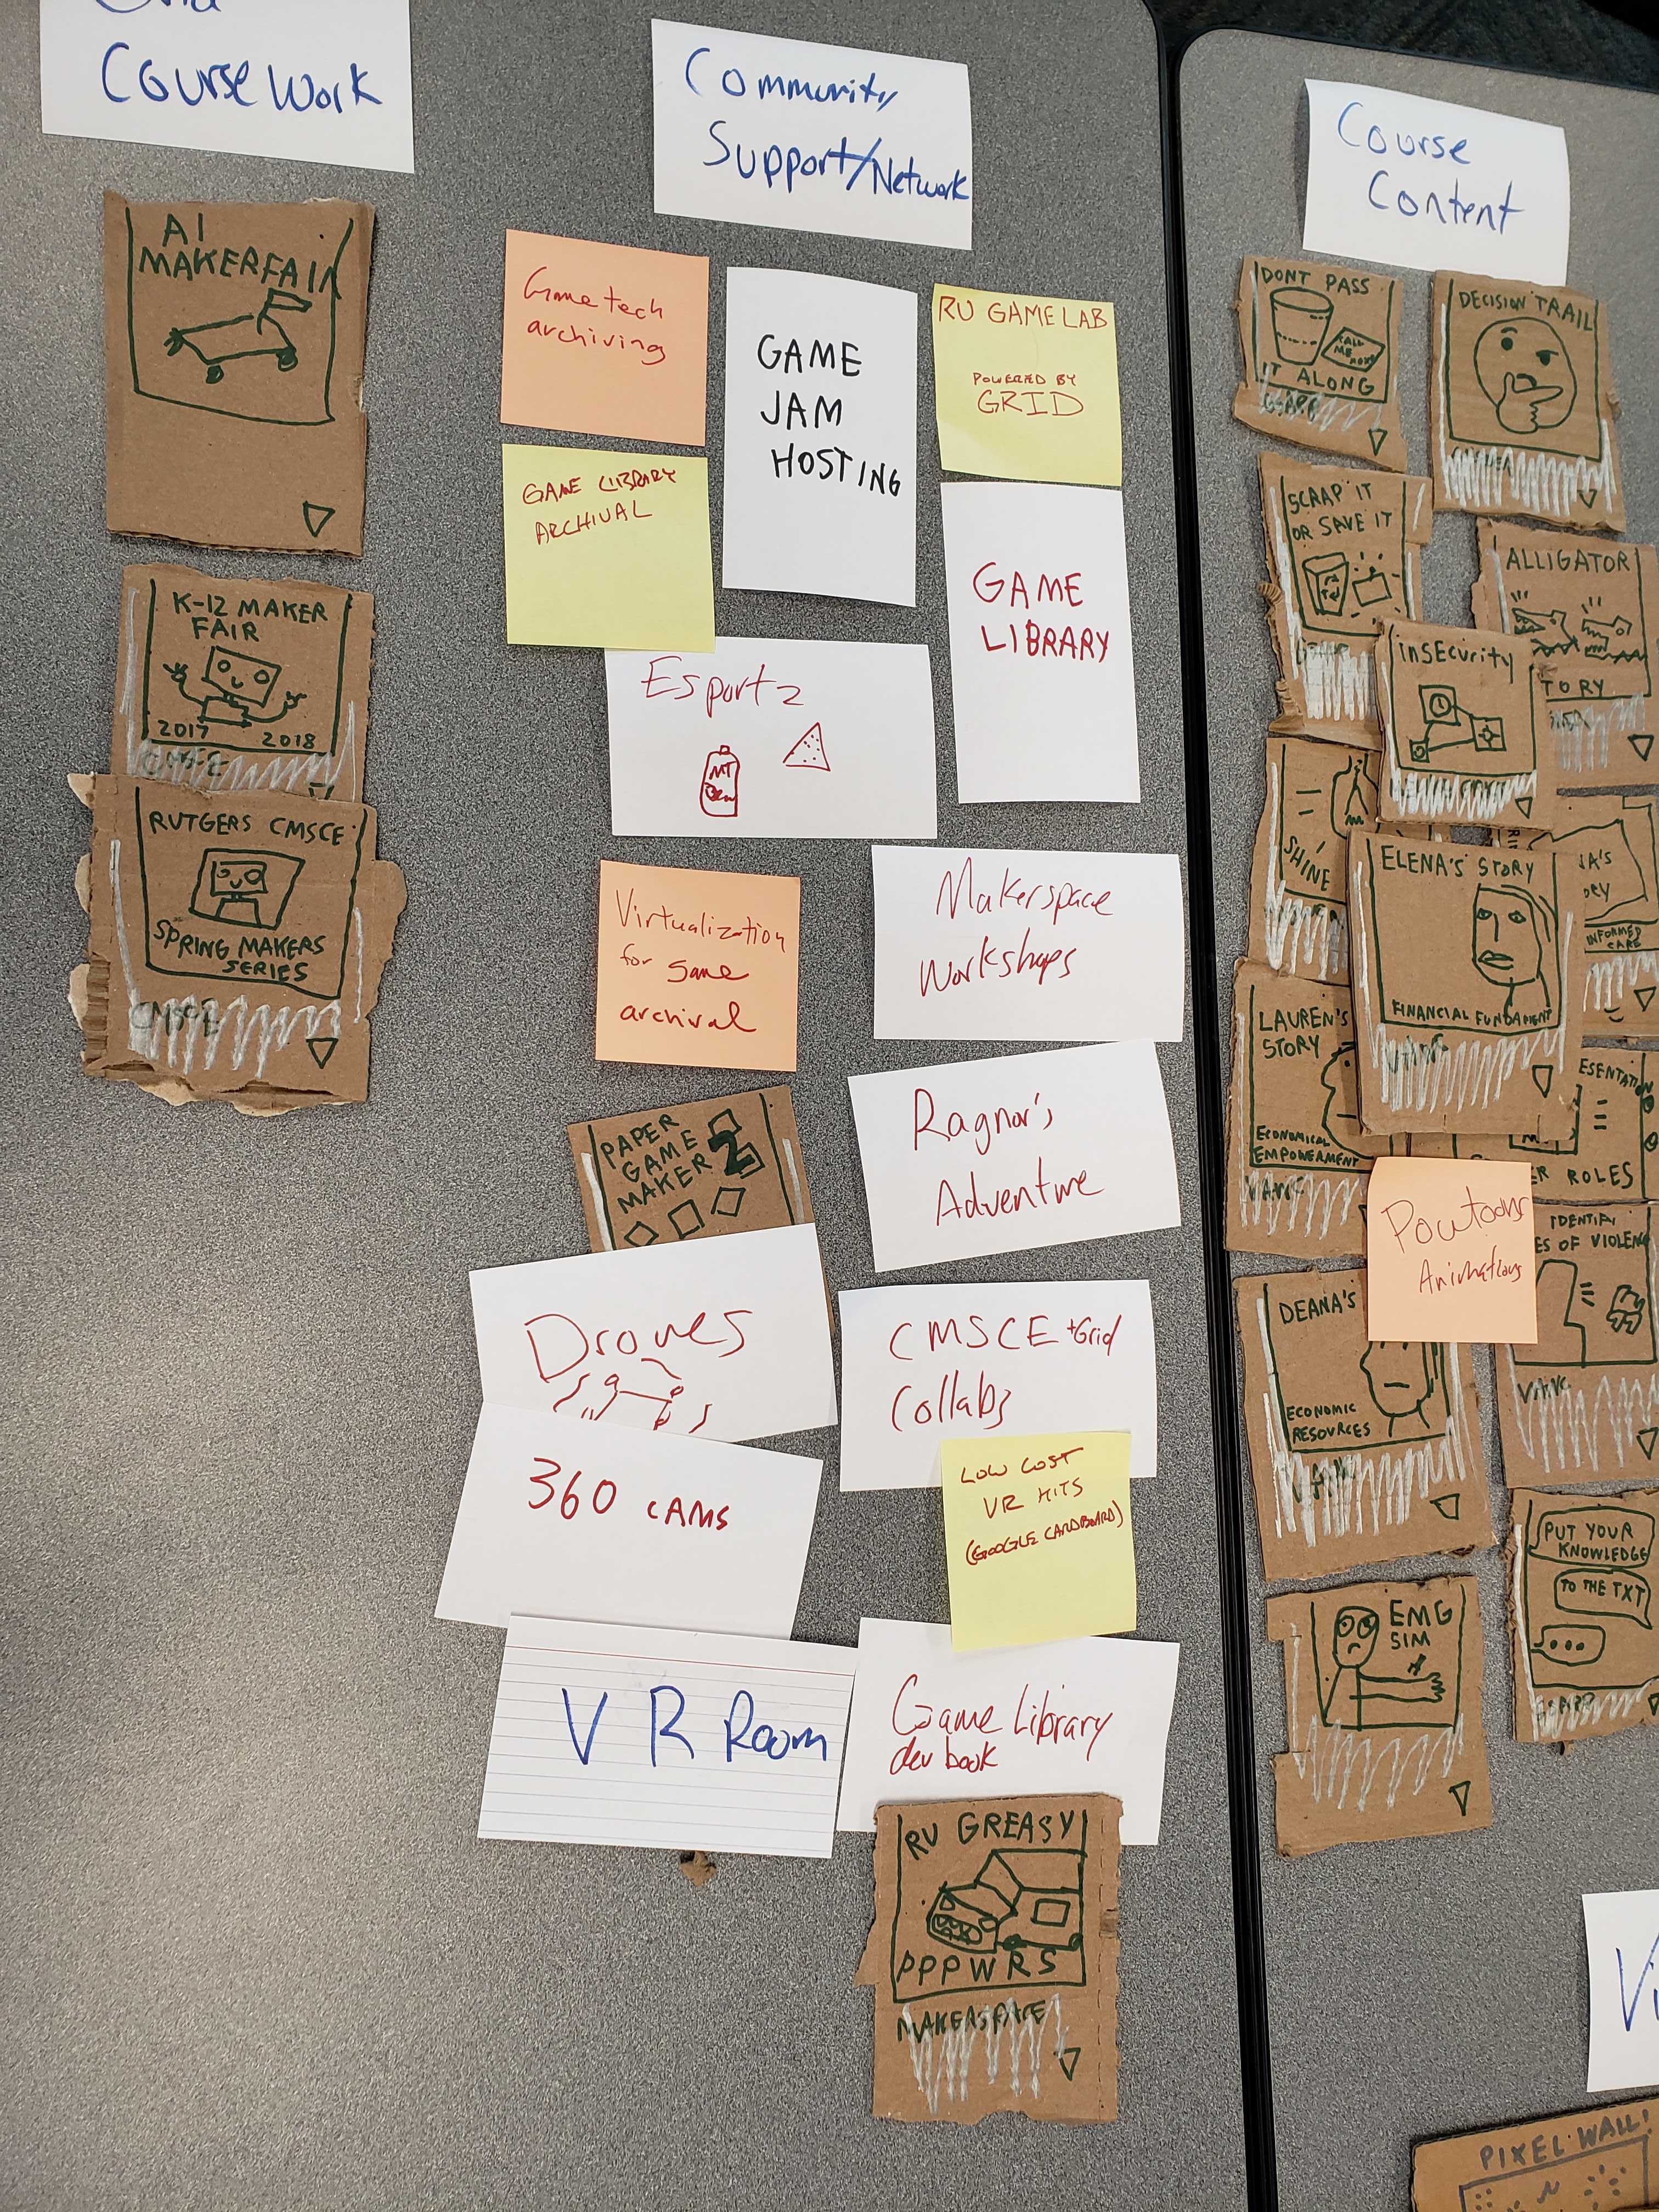 Course Work
AI
MAKERFAIR
K-12 MAKER
FAIR
2017 2018
CMSCE
RUTGERS CMSCE
SPRING MAKERS
SERIES
CMSCE
Community
Support/Network
Game tech
archiving
GAME
JAM
HOSTING
RU GAME LAB
POWERED BY
GRID
GAME LIBRARY
ARCHIVAL
GAME
LIBRARY
Esportz
MT
Dew
Virtualization
for game
archival
Makerspace
Workshops
PAPER
GAME
MAKER 2
Ragnar's
Adventure
Drones
CMSCE +Grid
Collabs
360 CAMS
LOW COST
VR KITS
(GOOGLE CARDBOARD)
VR Room
Game Library
dev book
RU GREASY
PPPWRS
MAKERSPACE
Course
Content
DONT PASS
CALL
ME
IT ALONG
DECISION TRAIL
SCRAP IT
OR SAVE IT
ALLIGATOR
TORY
INSECURITY
SHINE
ELENA'S STORY
FINANCIAL FUNDAMENT
INFORMED
CARE
LAUREN'S
STORY
ECONOMICAL
EMPOWERMENT
ESENTATION
ER ROLES
Powtoons
Animations
IDENTIFY
ES OF VIOLENC
DEANA'S
ECONOMIC
RESOURCES
PUT YOUR
KNOWLEDGE
TO THE TXT
...
EMG
SIM
Vi
PIXEL WALL!